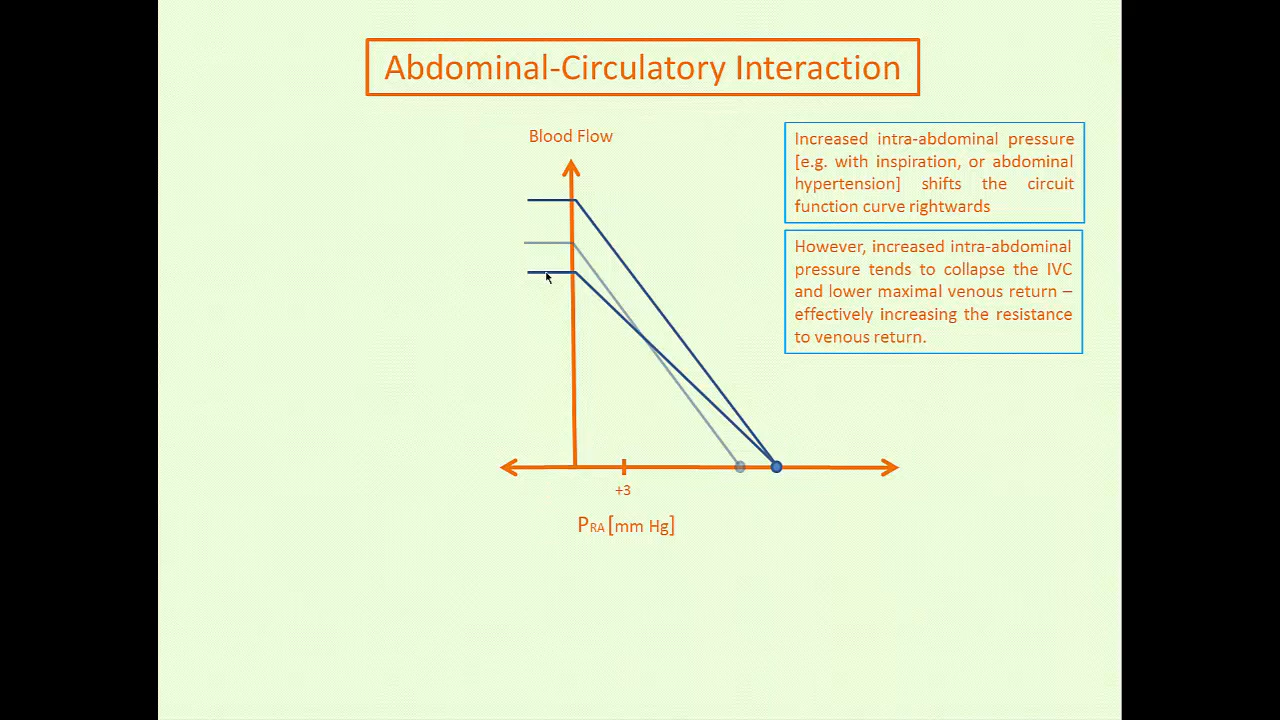 Abdominal-Circulatory Interaction
Blood Flow
Increased intra-abdominal pressure
[e.g. with inspiration, or abdominal
hypertension] shifts the circuit
function curve rightwards
However, increased intra-abdominal
pressure tends to collapse the IVC
and lower maximal venous return –
effectively increasing the resistance
to venous return.
+3
PRA [mm Hg]